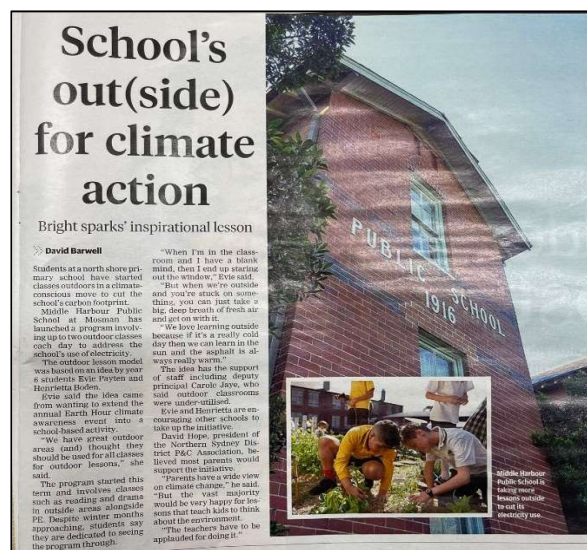 School's
out(side)
for climate
action
Bright sparks' inspirational lesson
David Barwell
Students at a north shore pri-
mary school have started
classes outdoors in a climate-
conscious move to cut the
school's carbon footprint.
Middle Harbour Public
School at Mosman has
launched a program involv-
ing up to two outdoor classes
each day to address the
school's use of electricity.
The outdoor lesson model
was based on an idea by year
6 students Evie Payten and
Henrietta Boden.
Evie said the idea came
from wanting to extend the
annual Earth Hour climate
awareness event into a
school-based activity.
"We have great outdoor
areas (and) thought they
should be used for all classes
for outdoor lessons," she
said.
The program started this
term and involves classes
such as reading and drama
in outside areas alongside
PE. Despite winter months
approaching, students say
they are dedicated to seeing
the program through.
"When I'm in the class-
room and I have a blank
mind, then I end up staring
out the window," Evie said.
"But when we're outside
and you're stuck on some-
thing, you can just take a
big, deep breath of fresh air
and get on with it.
"We love learning outside
because if it's a really cold
day then we can learn in the
sun and the asphalt is al-
ways really warm."
The idea has the support
of staff including deputy
principal Carole Jaye, who
said outdoor classrooms
were under-utilised.
Evie and Henrietta are en-
couraging other schools to
take up the initiative.
David Hope, president of
the Northern Sydney Dis-
trict P&C Association, be-
lieved most parents would
support the initiative.
"Parents have a wide view
on climate change," he said.
"But the vast majority
would be very happy for les-
sons that teach kids to think
about the environment.
"The teachers have to be
applauded for doing it."
PUBLIC SCHOOL
1916
Middle Harbour
Public School is
taking more
lessons outside
to cut its
electricity use.